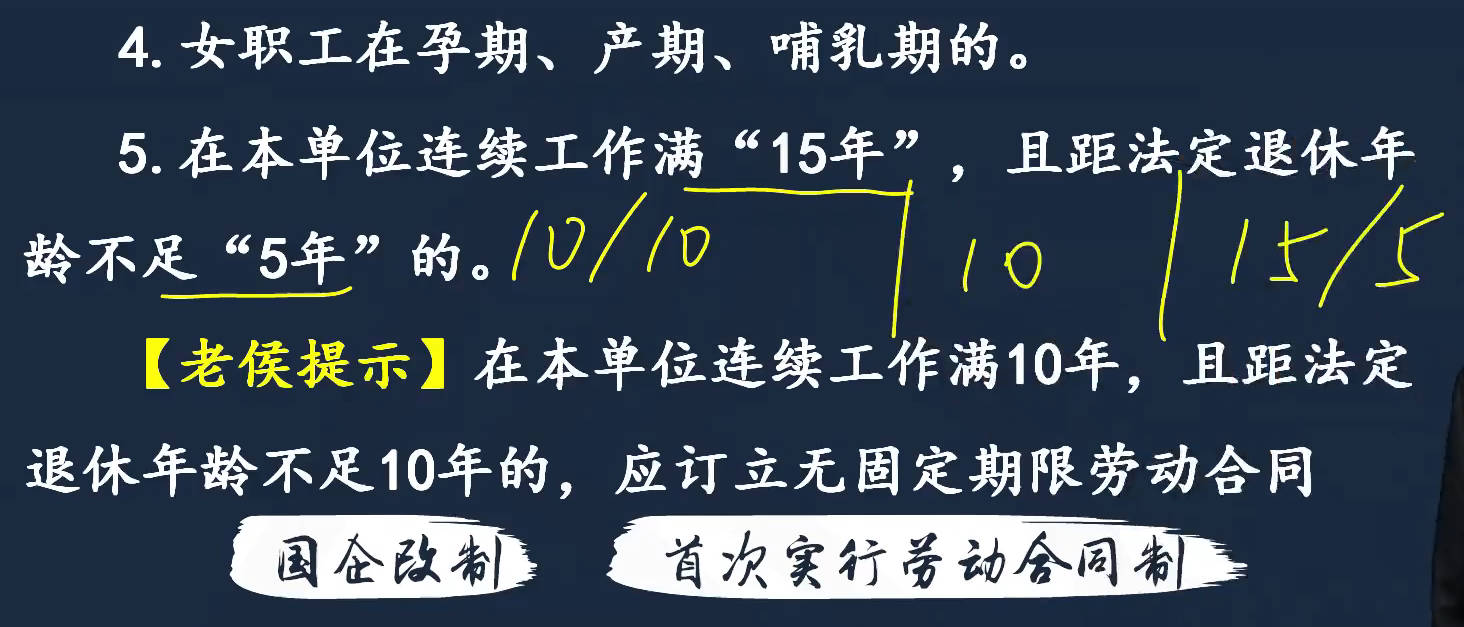 4.女职工在孕期、产期、哺乳期的。
5.在本单位连续工作满“15年”，且距法定退休年
龄不足“5年”的。10/10 | 10 | 15/5
【老侯提示】在本单位连续工作满10年，且距法定
退休年龄不足10年的，应订立无固定期限劳动合同
国企改制 首次实行劳动合同制